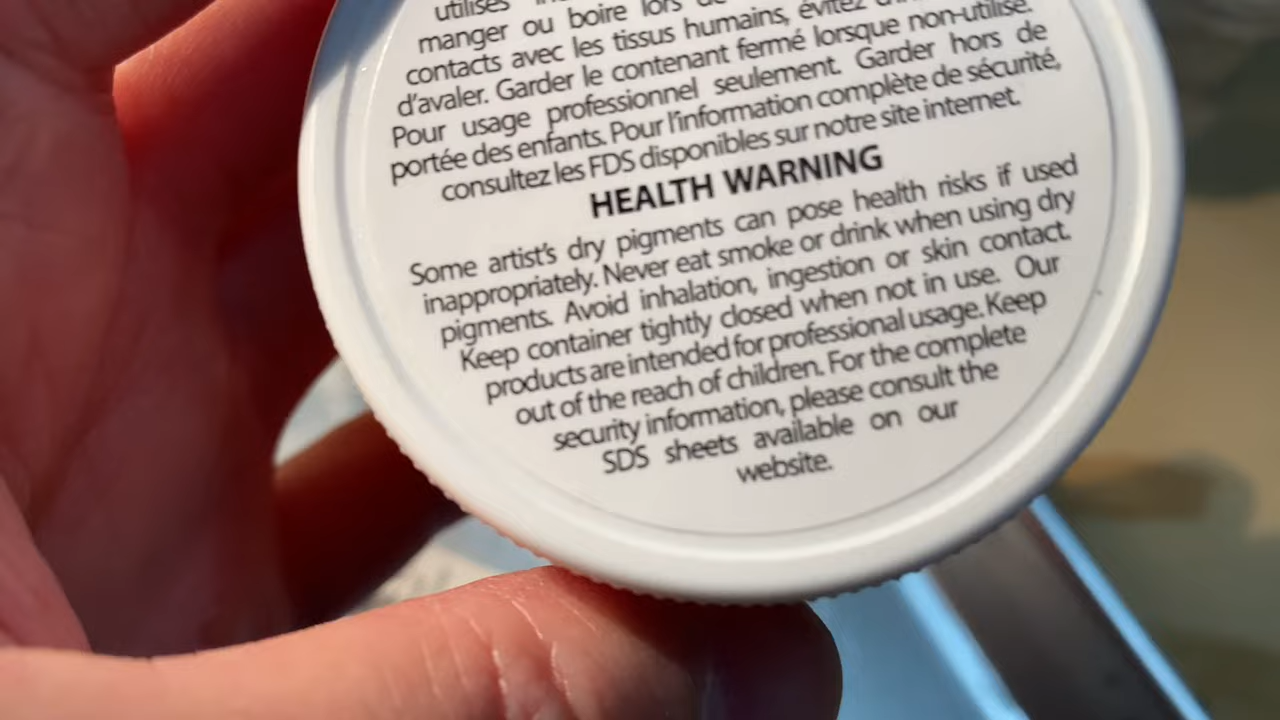 utilisés
manger ou boire lors
contacts avec les tissus humains, évitez
d'avaler. Garder le contenant fermé lorsque non-utilisé.
Pour usage professionnel seulement. Garder hors de
portée des enfants. Pour l'information complète de sécurité,
consultez les FDS disponibles sur notre site internet.
HEALTH WARNING
Some artist's dry pigments can pose health risks if used
inappropriately. Never eat smoke or drink when using dry
pigments. Avoid inhalation, ingestion or skin contact.
Keep container tightly closed when not in use. Our
products are intended for professional usage. Keep
out of the reach of children. For the complete
security information, please consult the
SDS sheets available on our
website.